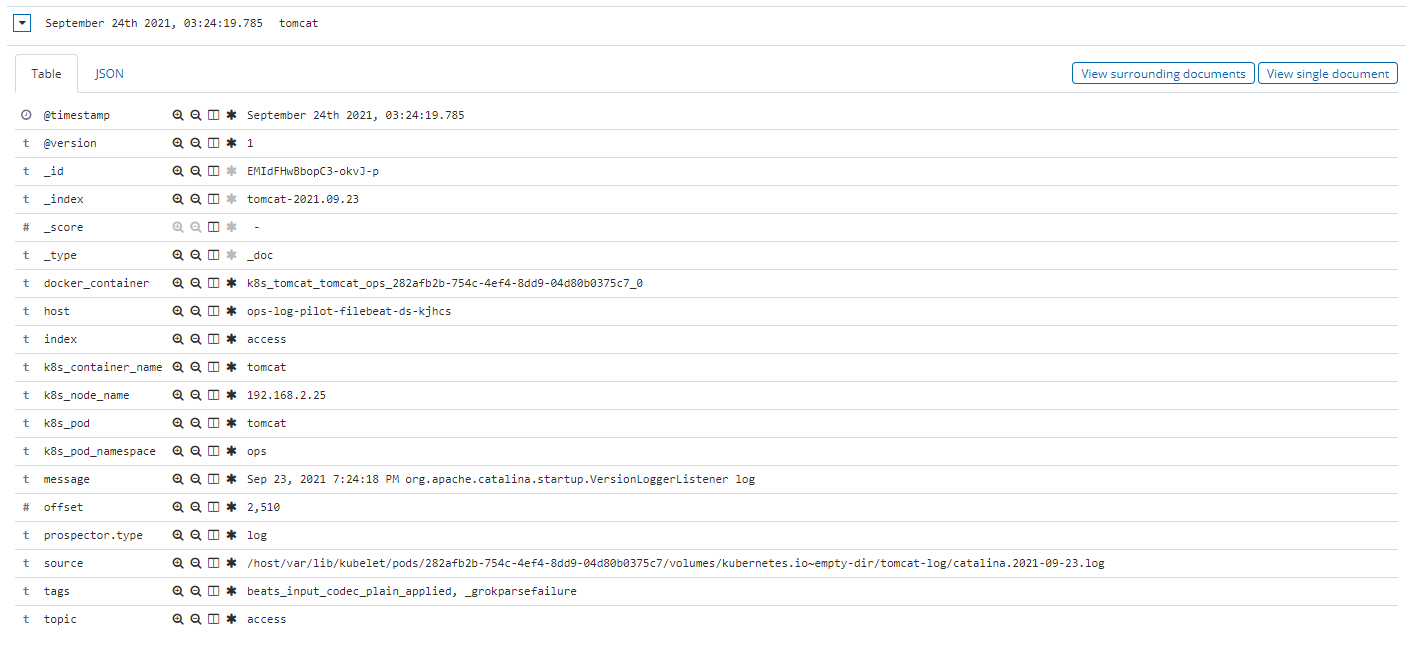 September 24th 2021, 03:24:19.785 tomcat
Table JSON View surrounding documents View single document
@timestamp September 24th 2021, 03:24:19.785
t @version 1
t _id EMIdFHwBbopC3-okvJ-p
t _index tomcat-2021.09.23
# _score -
t _type _doc
t docker_container k8s_tomcat_tomcat_ops_282afb2b-754c-4ef4-8dd9-04d80b0375c7_0
t host ops-log-pilot-filebeat-ds-kjhcs
t index access
t k8s_container_name tomcat
t k8s_node_name 192.168.2.25
t k8s_pod tomcat
t k8s_pod_namespace ops
t message Sep 23, 2021 7:24:18 PM org.apache.catalina.startup.VersionLoggerListener log
# offset 2,510
t prospector.type log
t source /host/var/lib/kubelet/pods/282afb2b-754c-4ef4-8dd9-04d80b0375c7/volumes/kubernetes.io~empty-dir/tomcat-log/catalina.2021-09-23.log
t tags beats_input_codec_plain_applied, _grokparsefailure
t topic access